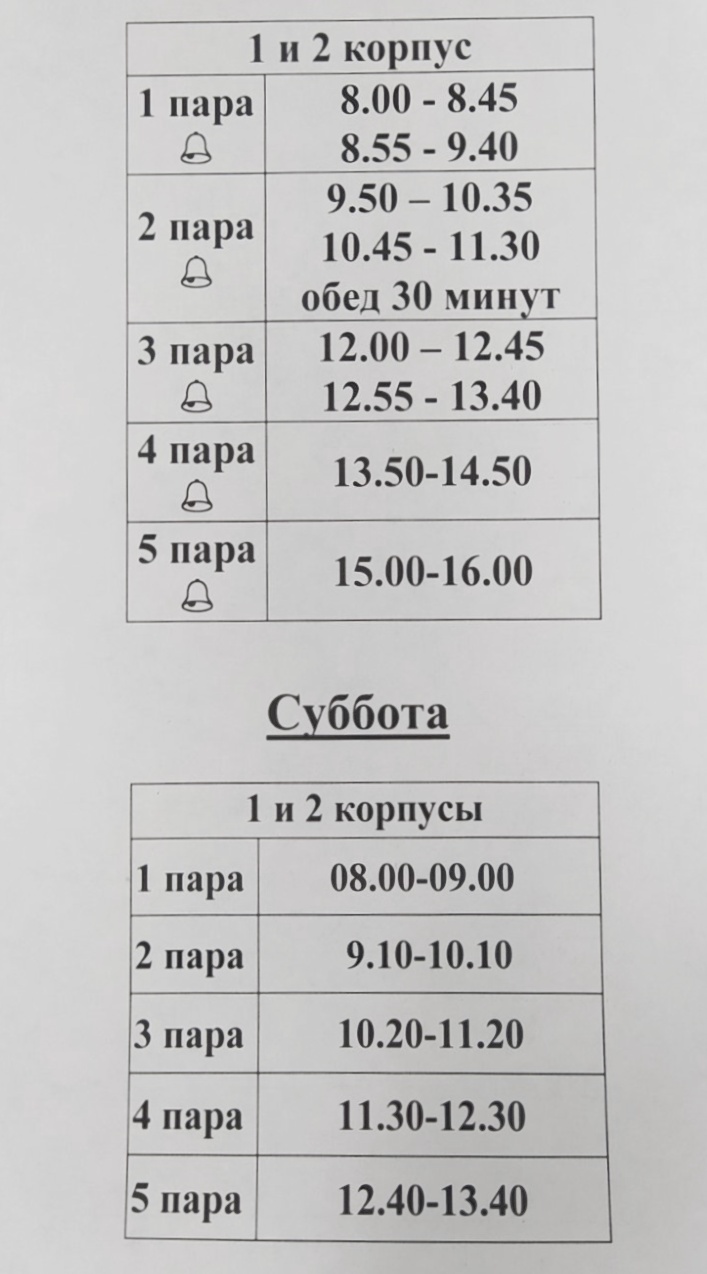 1 и 2 корпус
1 пара
8.00 - 8.45
8.55 - 9.40
2 пара
9.50 – 10.35
10.45 - 11.30
обед 30 минут
3 пара
12.00 – 12.45
12.55 - 13.40
4 пара
13.50-14.50
5 пара
15.00-16.00
Суббота
1 и 2 корпусы
1 пара 08.00-09.00
2 пара 9.10-10.10
3 пара 10.20-11.20
4 пара 11.30-12.30
5 пара 12.40-13.40